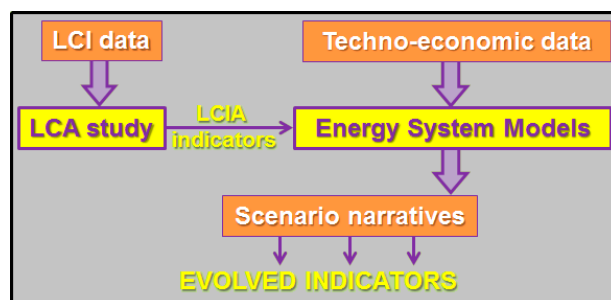 LCI data
Techno-economic data
LCA study
LCIA
indicators
Energy System Models
Scenario narratives
EVOLVED INDICATORS